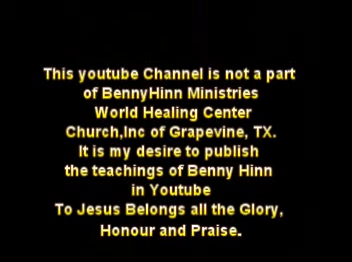 This youtube Channel is not a part
of BennyHinn Ministries
World Healing Center
Church,Inc of Grapevine, TX.
It is my desire to publish
the teachings of Benny Hinn
in Youtube
To Jesus Belongs all the Glory,
Honour and Praise.